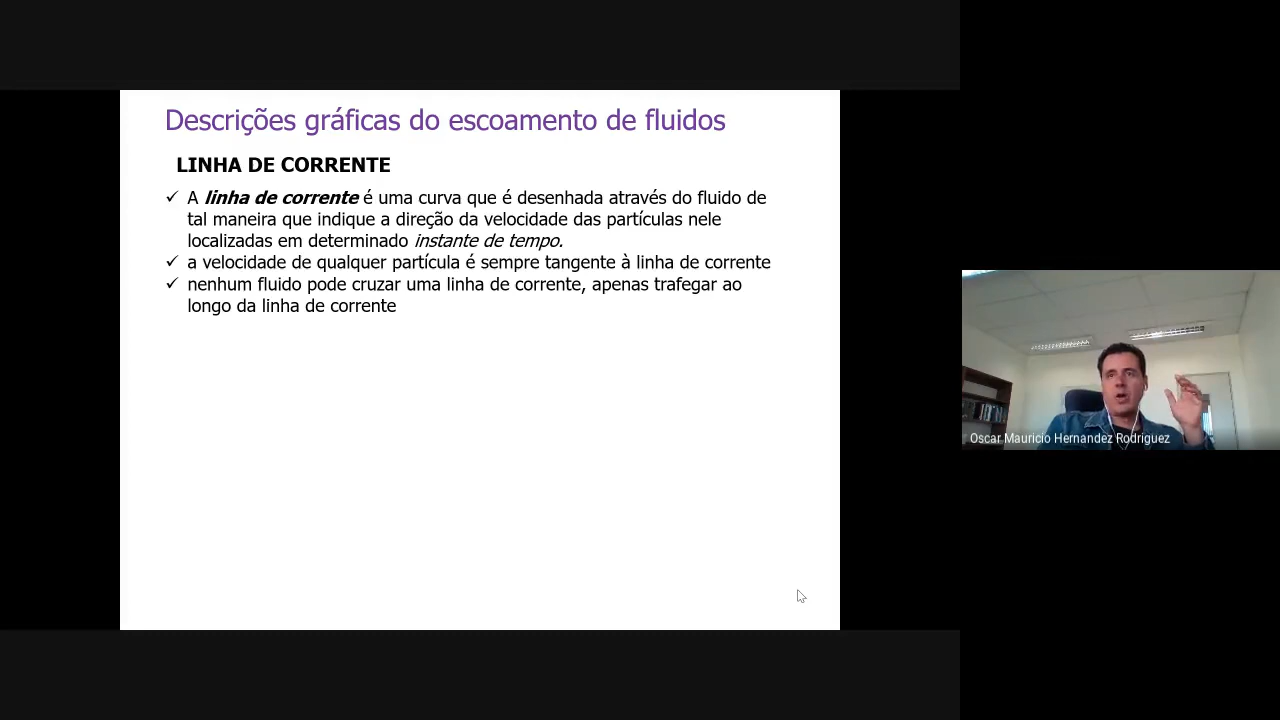 Descrições gráficas do escoamento de fluidos
LINHA DE CORRENTE
✓ A linha de corrente é uma curva que é desenhada através do fluido de
tal maneira que indique a direção da velocidade das partículas nele
localizadas em determinado instante de tempo.
✓ a velocidade de qualquer partícula é sempre tangente à linha de corrente
✓ nenhum fluido pode cruzar uma linha de corrente, apenas trafegar ao
longo da linha de corrente
Oscar Mauricio Hernandez Rodriguez